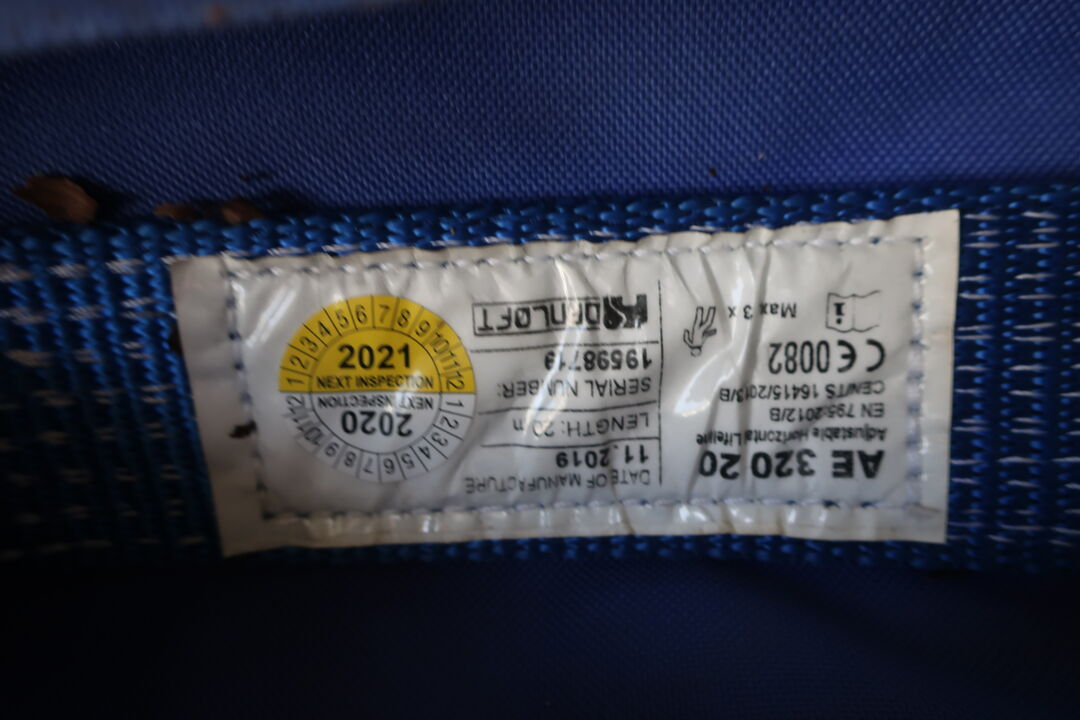 AE 320 20
Adjustable Horizontal Lifeline
EN 795:2012/B
CEN/TS 16415/2013/B
CE 0082
Max 3 x
i
DATE OF MANUFACTURE
11.2019
LENGTH: 20 m
SERIAL NUMBER:
19598719
1 2 3 4 5 6 7 8 9 10 11 12
2020
NEXT INSPECTION
1 2 3 4 5 6 7 8 9 10 11 12
2021
NEXT INSPECTION